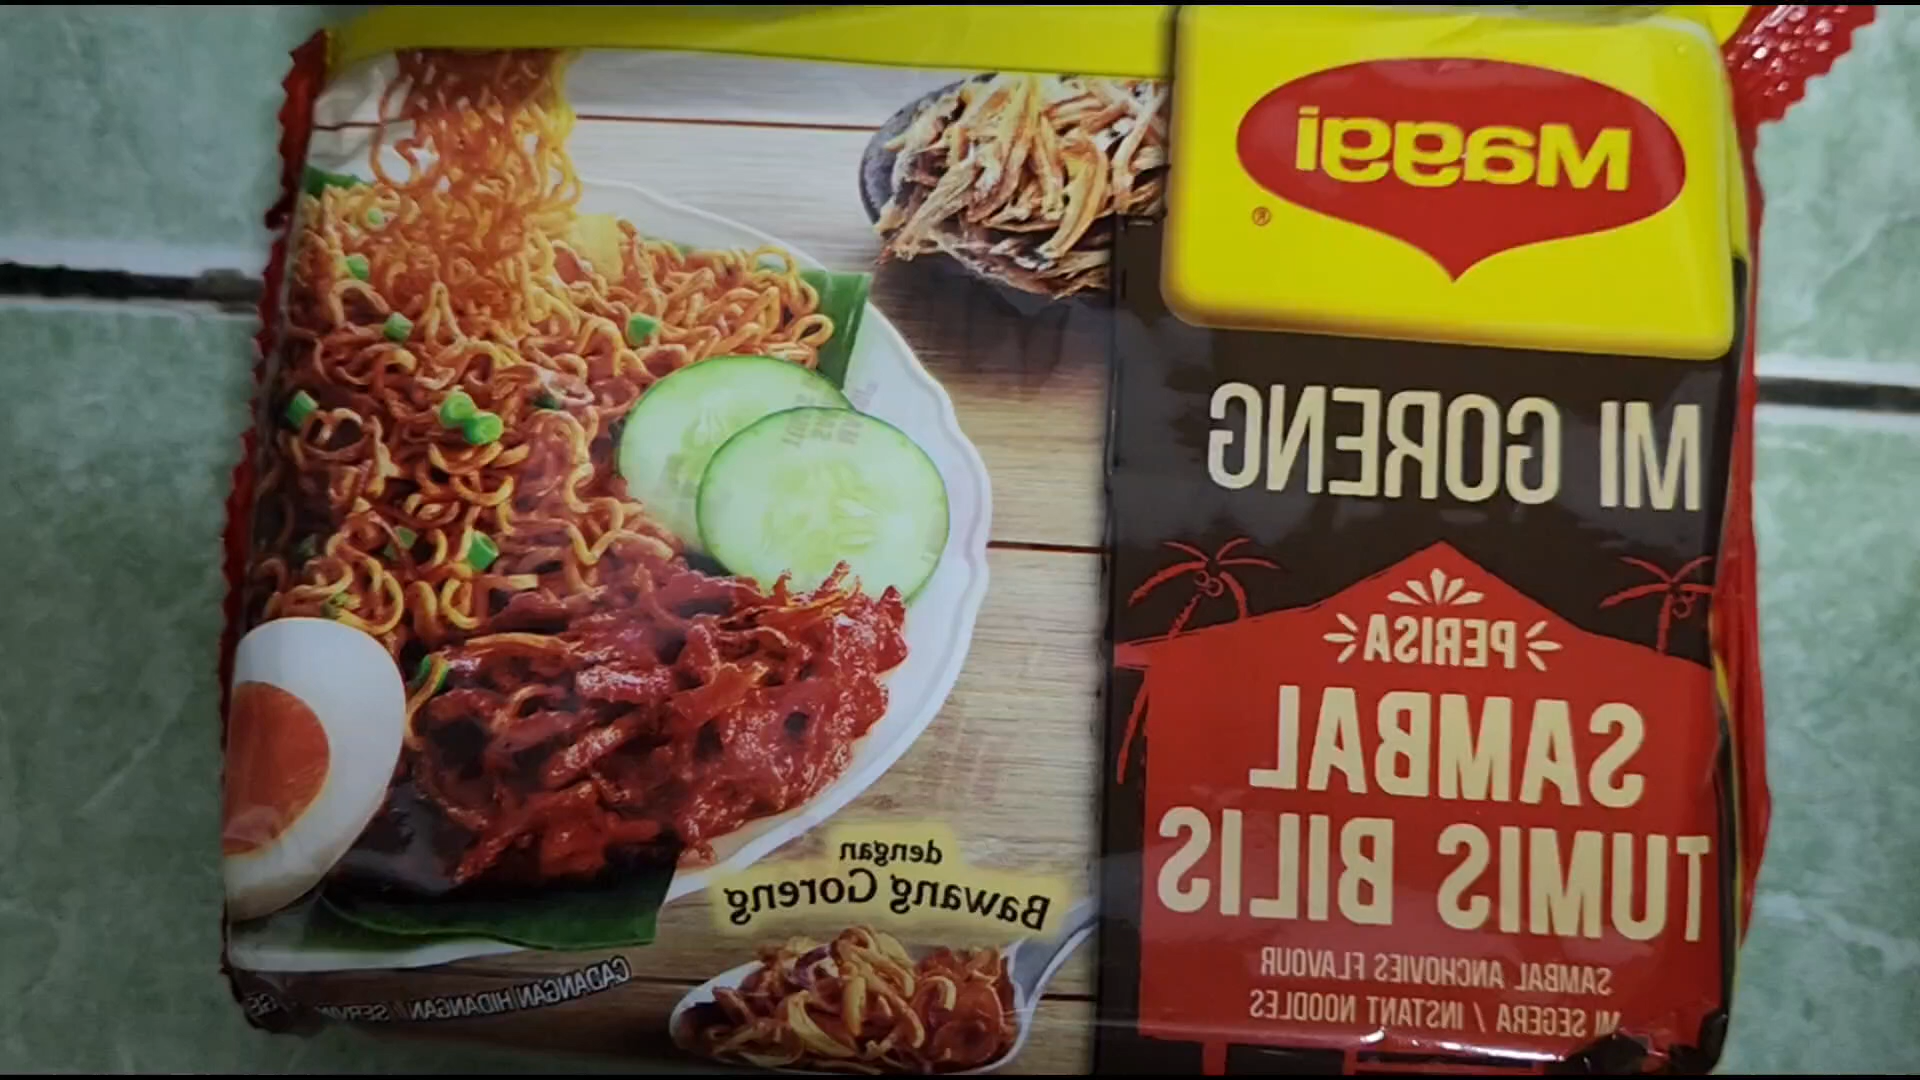 Maggi
®
MI GORENG
PERISA
SAMBAL
TUMIS BILIS
SAMBAL ANCHOVIES FLAVOUR
MI SEGERA / INSTANT NOODLES
dengan
Bawang Goreng
CADANGAN HIDANGAN /